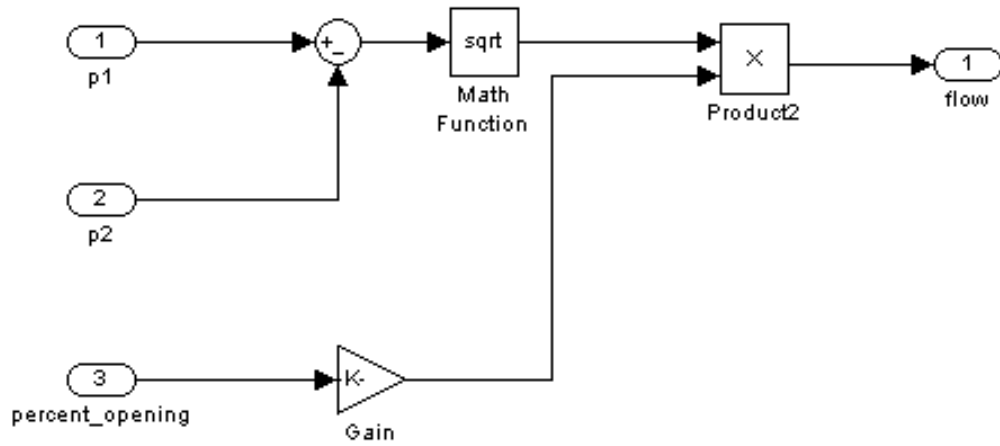 1
p1
+
-
sqrt
Math
Function
×
Product2
1
flow
2
p2
3
percent_opening
K-
Gain